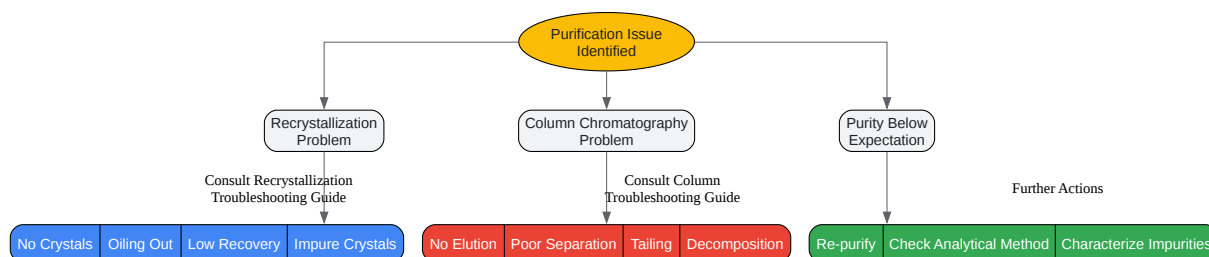 Purification Issue
Identified
Recrystallization
Problem
Column Chromatography
Problem
Purity Below
Expectation
Consult Recrystallization
Troubleshooting Guide
Consult Column
Troubleshooting Guide
Further Actions
No Crystals
Oiling Out
Low Recovery
Impure Crystals
No Elution
Poor Separation
Tailing
Decomposition
Re-purify
Check Analytical Method
Characterize Impurities